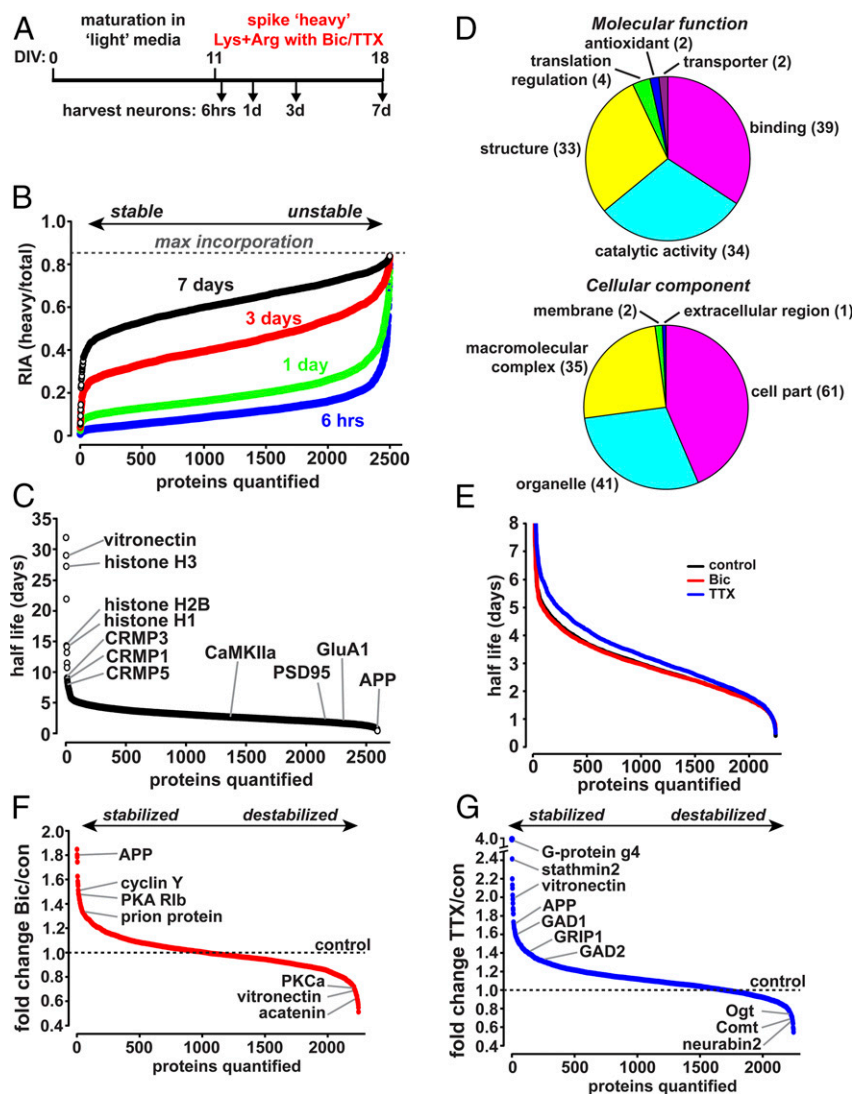 A
maturation in
'light' media
spike 'heavy'
Lys+Arg with Bic/TTX
DIV:
0
11
18
harvest neurons: 6hrs 1d 3d 7d
B
stable
unstable
max incorporation
7 days
3 days
1 day
6 hrs
RIA (heavy/total)
1.0
0.8
0.6
0.4
0.2
0
0 500 1000 1500 2000 2500
proteins quantified
C
half life (days)
35
30
25
20
15
10
5
0
vitronectin
histone H3
histone H2B
histone H1
CRMP3
CRMP1
CRMP5
CaMKIIa
PSD95
GluA1
APP
0 500 1000 1500 2000 2500
proteins quantified
D
Molecular function
antioxidant (2)
translation
regulation (4)
transporter (2)
structure (33)
binding (39)
catalytic activity (34)
Cellular component
membrane (2)
extracellular region (1)
macromolecular
complex (35)
cell part (61)
organelle (41)
E
half life (days)
8
7
6
5
4
3
2
1
0
control
Bic
TTX
0 500 1000 1500 2000
proteins quantified
F
stabilized
destabilized
fold change Bic/con
2.0
1.8
1.6
1.4
1.2
1.0
0.8
0.6
0.4
APP
cyclin Y
PKA RIb
prion protein
control
PKCa
vitronectin
acatenin
0 500 1000 1500 2000
proteins quantified
G
stabilized
destabilized
fold change TTX/con
4.0
2.4
2.2
2.0
1.8
1.6
1.4
1.2
1.0
0.8
0.6
0.4
G-protein g4
stathmin2
vitronectin
APP
GAD1
GRIP1
GAD2
control
Ogt
Comt
neurabin2
0 500 1000 1500 2000
proteins quantified